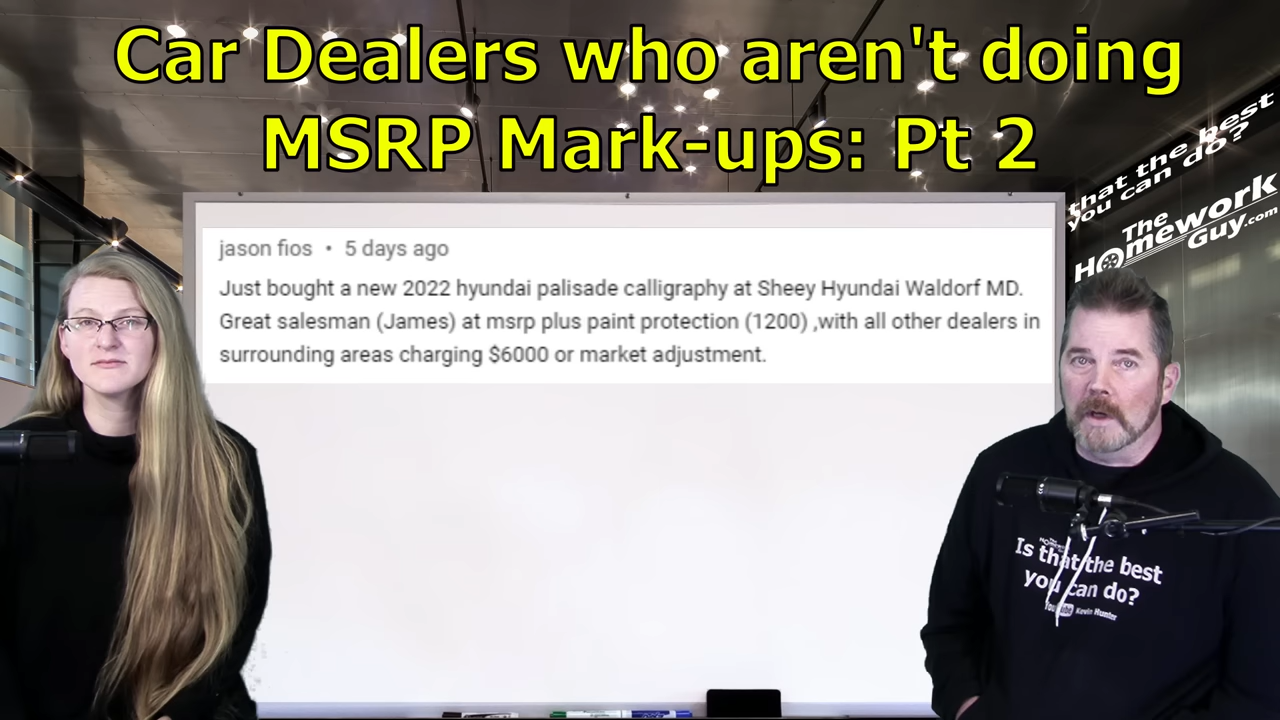 Car Dealers who aren't doing
MSRP Mark-ups: Pt 2
that the best
you can do?
The
Homework
Guy.com
jason fios • 5 days ago
Just bought a new 2022 hyundai palisade calligraphy at Sheey Hyundai Waldorf MD.
Great salesman (James) at msrp plus paint protection (1200) ,with all other dealers in
surrounding areas charging $6000 or market adjustment.
Is that the best
you can do?
YouTube Kevin Hunter